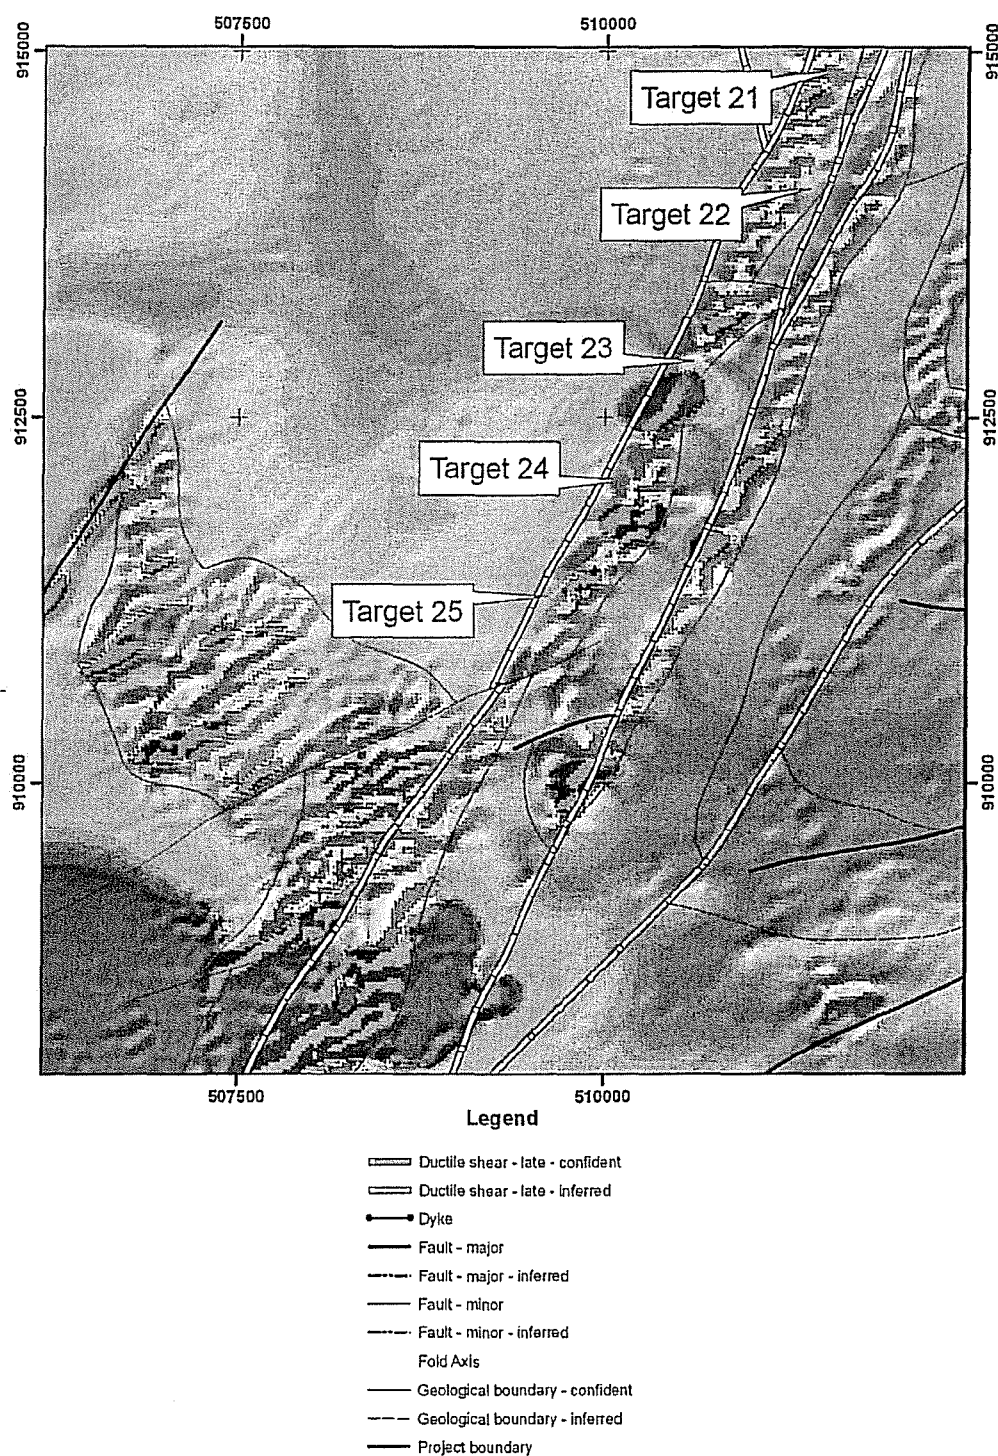 507500 510000
915000 915000
Target 21
Target 22
Target 23
912500 912500
Target 24
Target 25
910000 910000
507500 510000
Legend
Ductile shear - late - confident
Ductile shear - late - inferred
Dyke
Fault - major
Fault - major - inferred
Fault - minor
Fault - minor - inferred
Fold Axis
Geological boundary - confident
Geological boundary - inferred
Project boundary